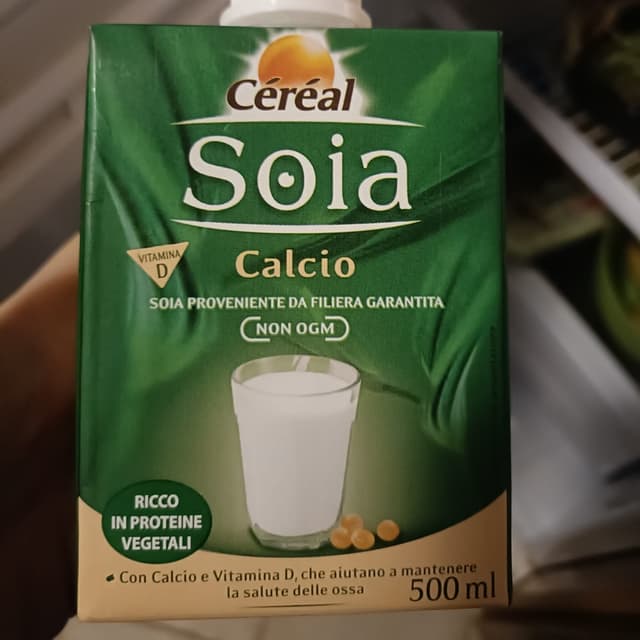 Céréal
Soia
VITAMINA
D
Calcio
SOIA PROVENIENTE DA FILIERA GARANTITA
NON OGM
RICCO
IN PROTEINE
VEGETALI
• Con Calcio e Vitamina D, che aiutano a mantenere
la salute delle ossa
500 ml